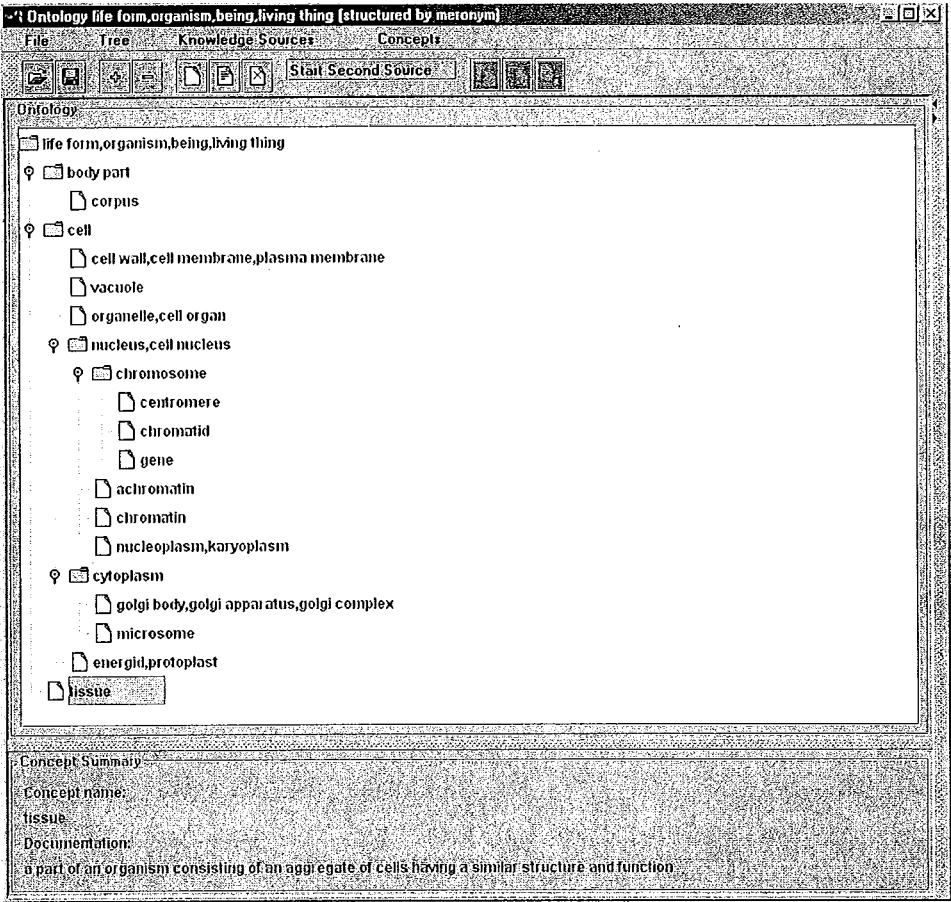 Ontology life form,organism,being,living thing (structured by meronym)
File Tree Knowledge Sources Concepts
Start Second Source
Ontology
life form,organism,being,living thing
body part
corpus
cell
cell wall,cell membrane,plasma membrane
vacuole
organelle,cell organ
nucleus,cell nucleus
chromosome
centromere
chromatid
gene
achromatin
chromatin
nucleoplasm,karyoplasm
cytoplasm
golgi body,golgi apparatus,golgi complex
microsome
energid,protoplast
tissue
Concept Summary
Concept name:
tissue
Documentation:
a part of an organism consisting of an aggregate of cells having a similar structure and function